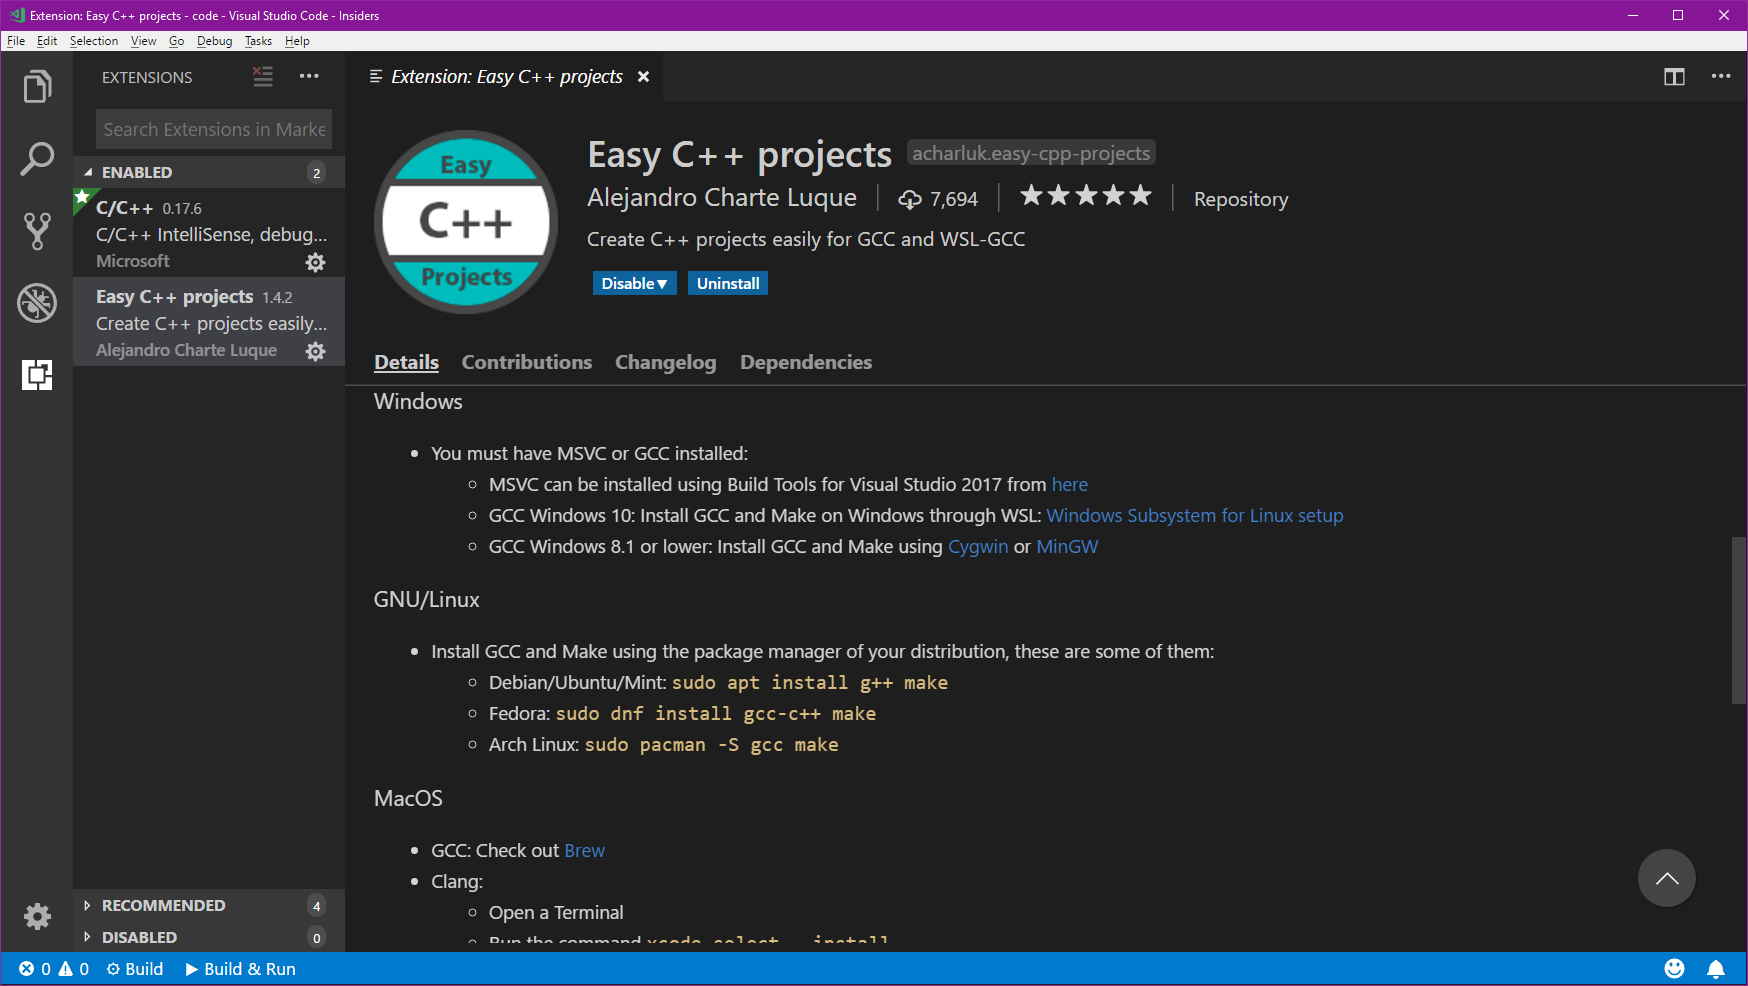 Extension: Easy C++ projects - code - Visual Studio Code - Insiders
File Edit Selection View Go Debug Tasks Help
EXTENSIONS
Search Extensions in Marke
ENABLED 2
C/C++ 0.17.6
C/C++ IntelliSense, debug...
Microsoft
Easy C++ projects 1.4.2
Create C++ projects easily...
Alejandro Charte Luque
RECOMMENDED 4
DISABLED 0
Extension: Easy C++ projects
Easy
C++
Projects
Easy C++ projects acharluk.easy-cpp-projects
Alejandro Charte Luque 7,694 Repository
Create C++ projects easily for GCC and WSL-GCC
Disable Uninstall
Details Contributions Changelog Dependencies
Windows
You must have MSVC or GCC installed:
MSVC can be installed using Build Tools for Visual Studio 2017 from here
GCC Windows 10: Install GCC and Make on Windows through WSL: Windows Subsystem for Linux setup
GCC Windows 8.1 or lower: Install GCC and Make using Cygwin or MinGW
GNU/Linux
Install GCC and Make using the package manager of your distribution, these are some of them:
Debian/Ubuntu/Mint: sudo apt install g++ make
Fedora: sudo dnf install gcc-c++ make
Arch Linux: sudo pacman -S gcc make
MacOS
GCC: Check out Brew
Clang:
Open a Terminal
Run the command xcode-select --install
0 0 Build Build & Run